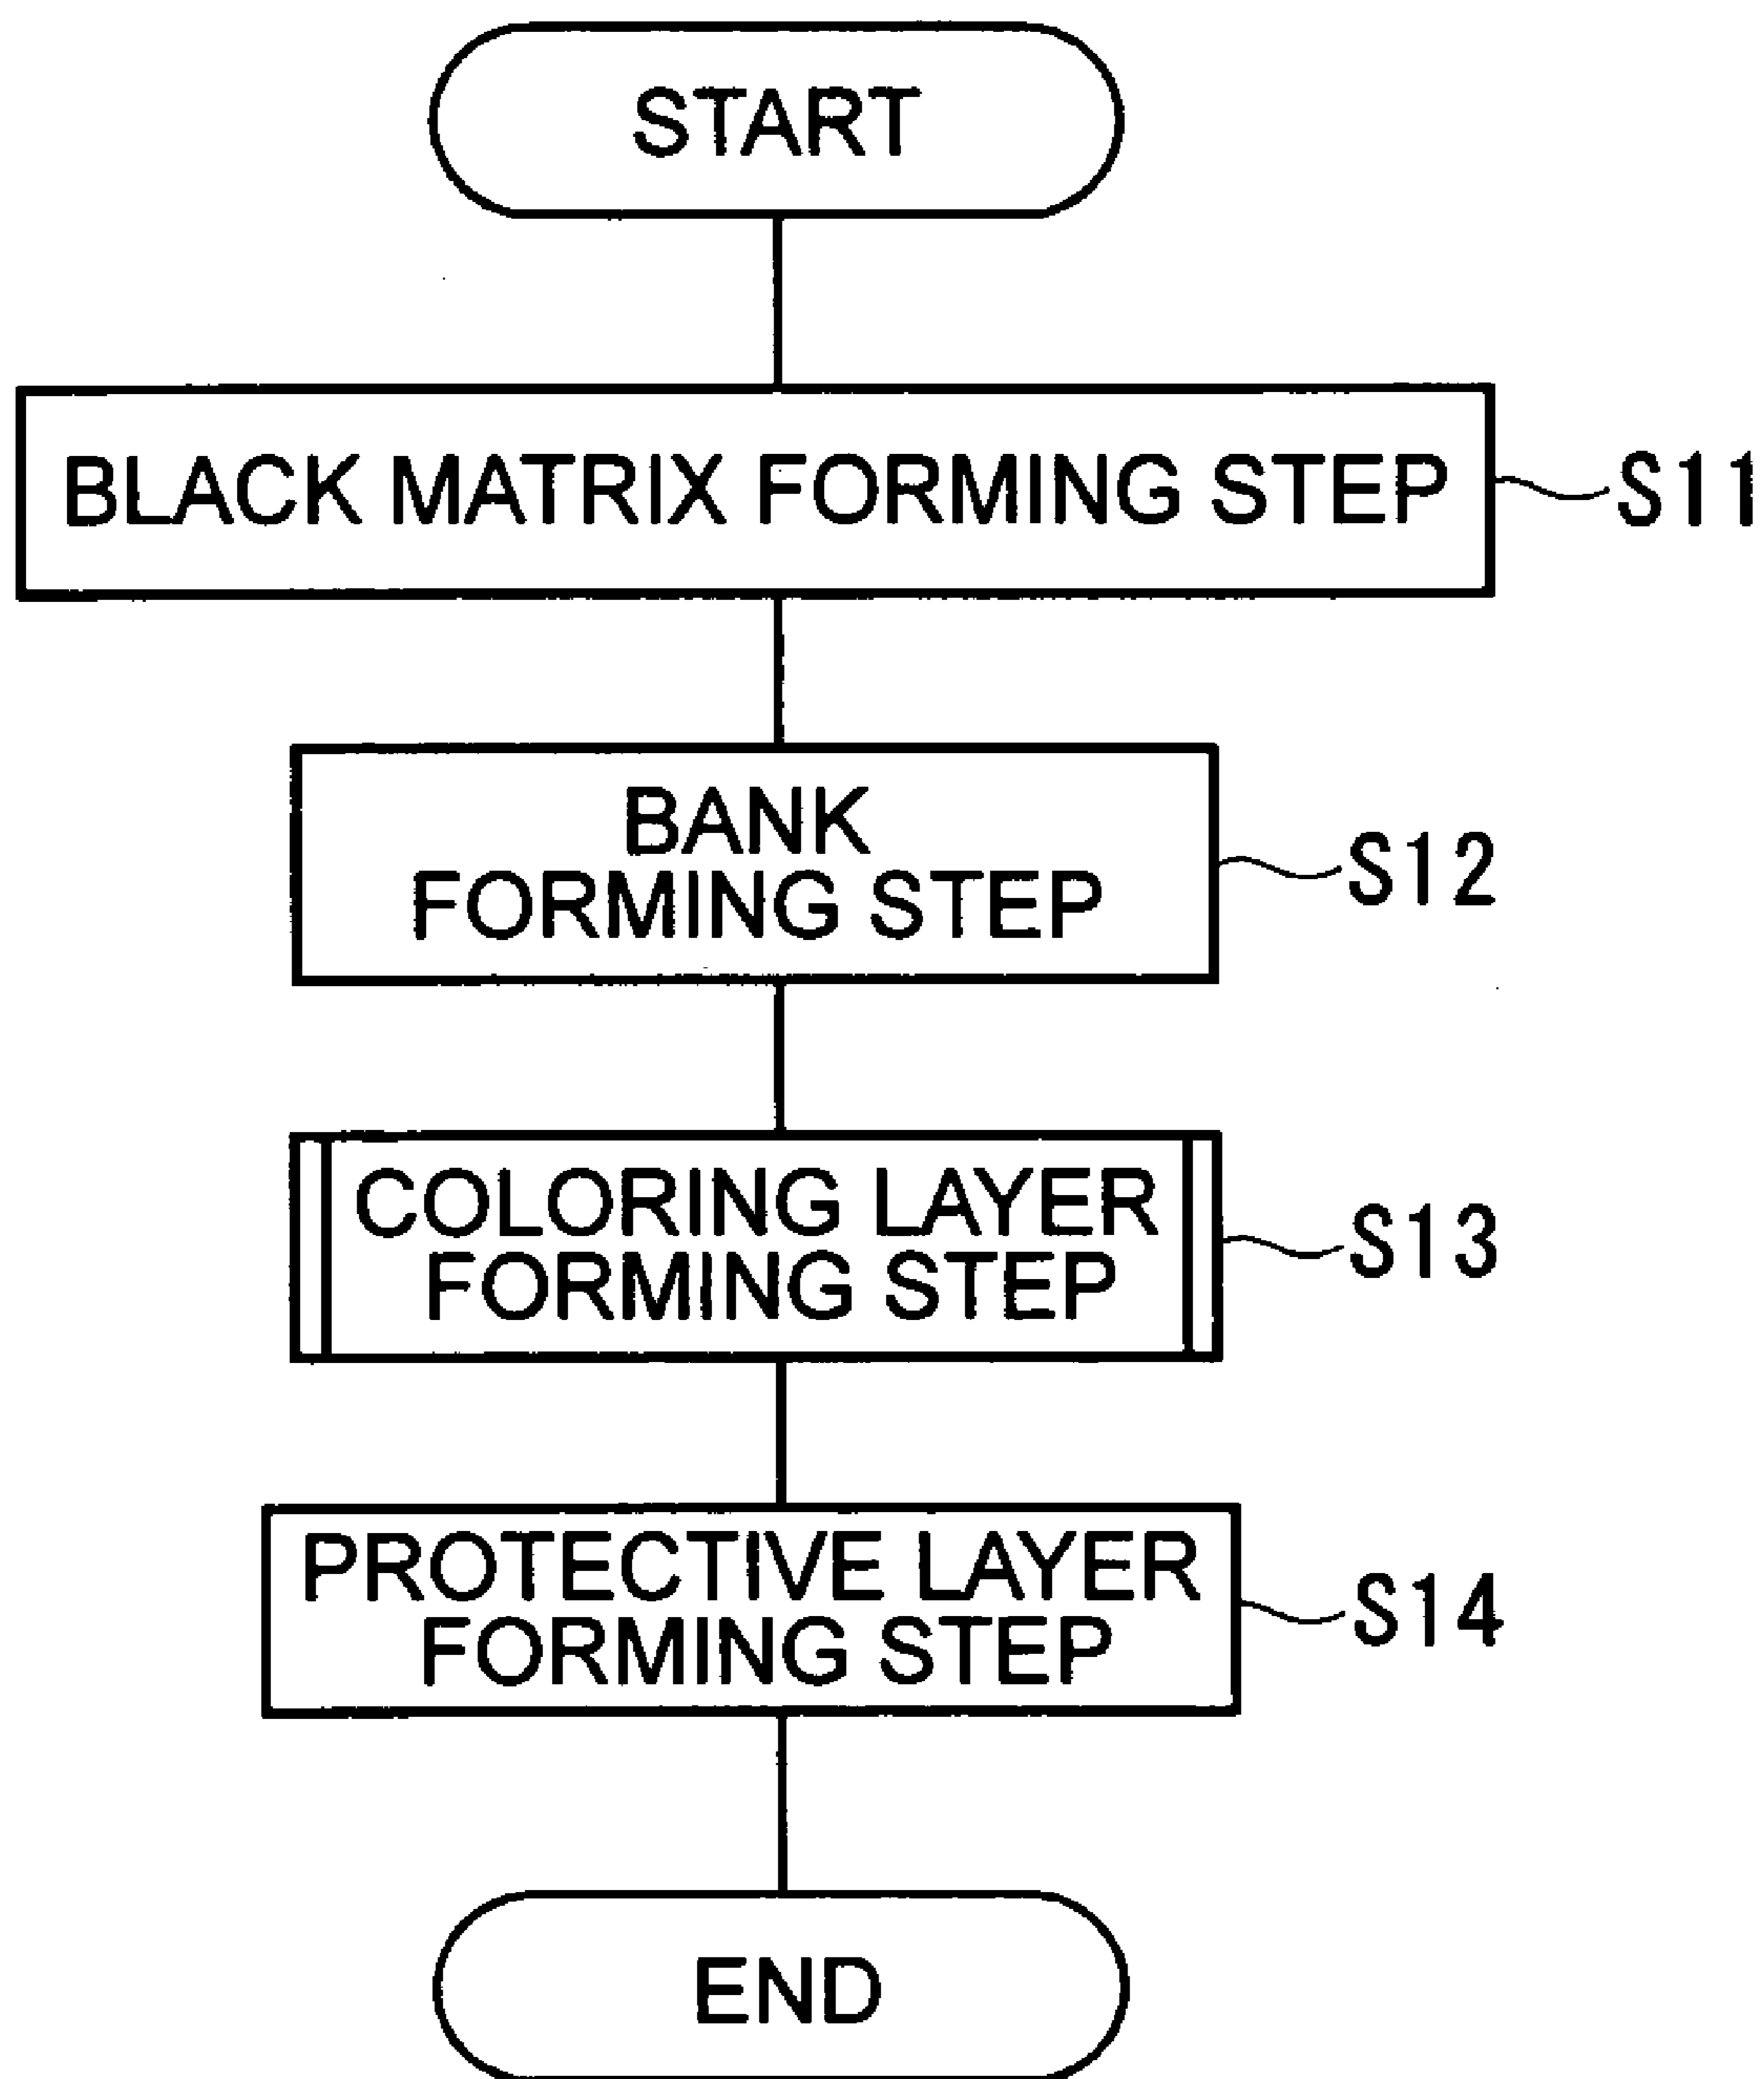 START
BLACK MATRIX FORMING STEP
S11
BANK
FORMING STEP
S12
COLORING LAYER
FORMING STEP
S13
PROTECTIVE LAYER
FORMING STEP
S14
END